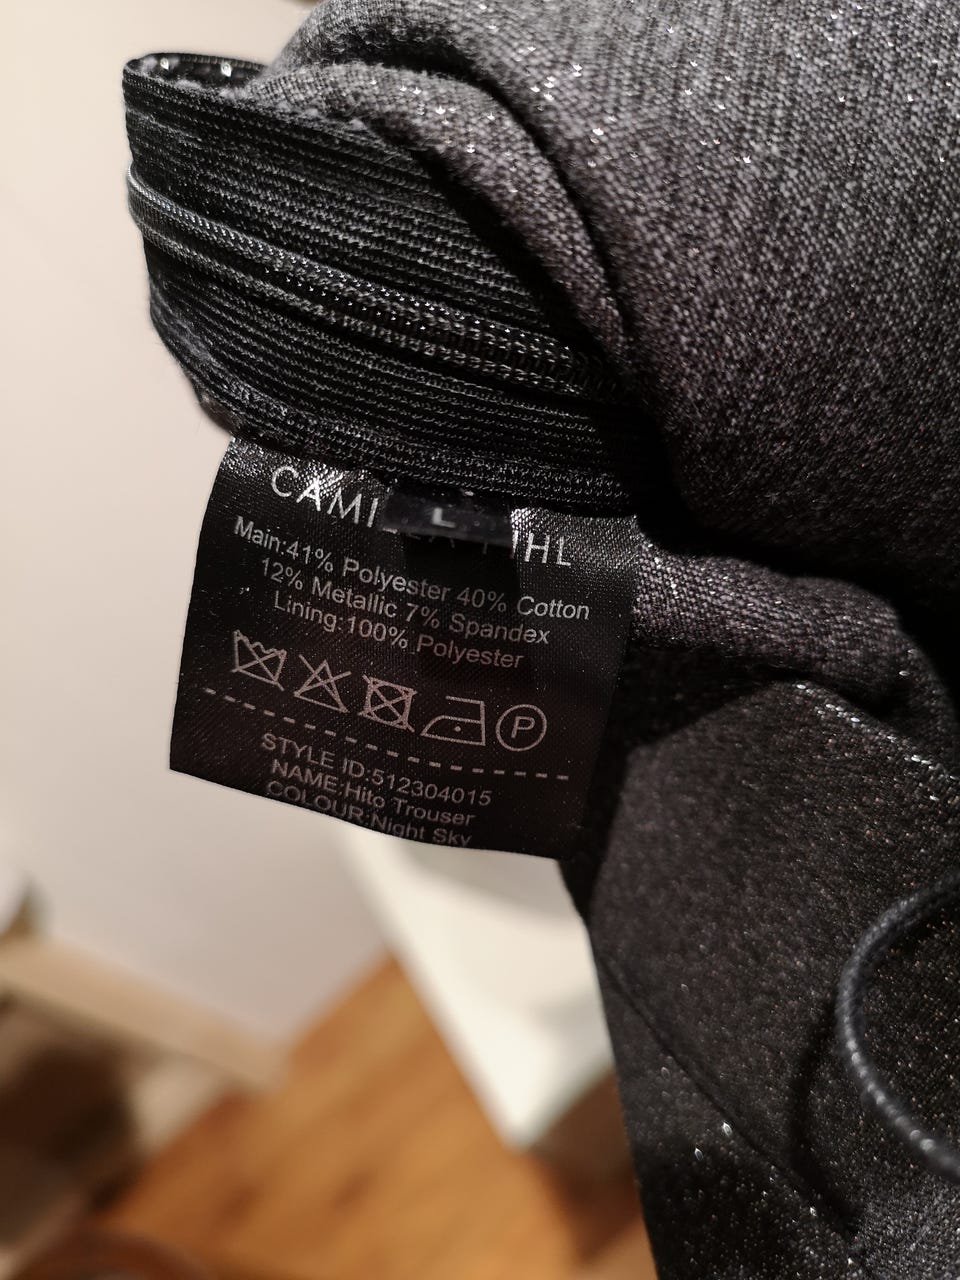 CAMI HL
L
Main:41% Polyester 40% Cotton
12% Metallic 7% Spandex
Lining:100% Polyester
P
STYLE ID:512304015
NAME:Hito Trouser
COLOUR:Night Sky